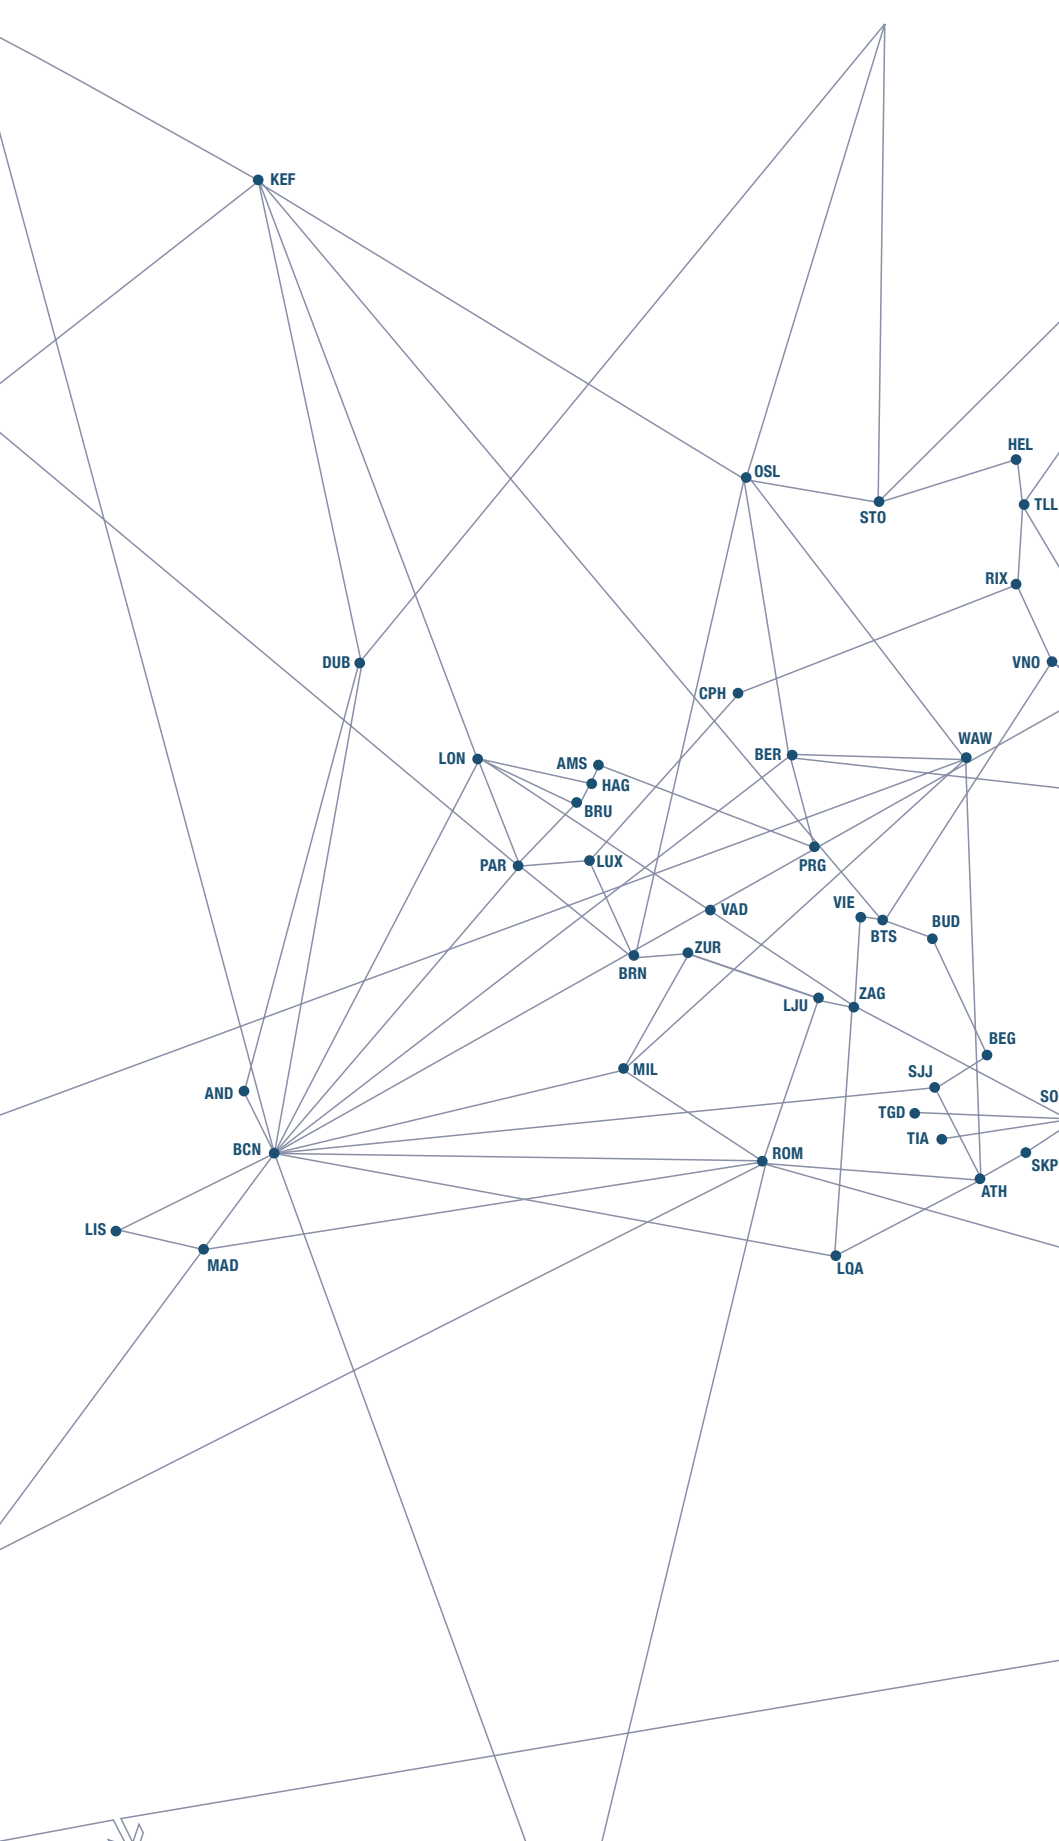 KEF
HEL
OSL
TLL
STO
RIX
DUB
VNO
CPH
WAW
LON
BER
AMS
HAG
BRU
PAR
LUX
PRG
VIE
VAD
BUD
BTS
ZUR
BRN
ZAG
LJU
BEG
MIL
SJJ
AND
SO
TGD
TIA
BCN
ROM
SKP
ATH
LIS
MAD
LQA